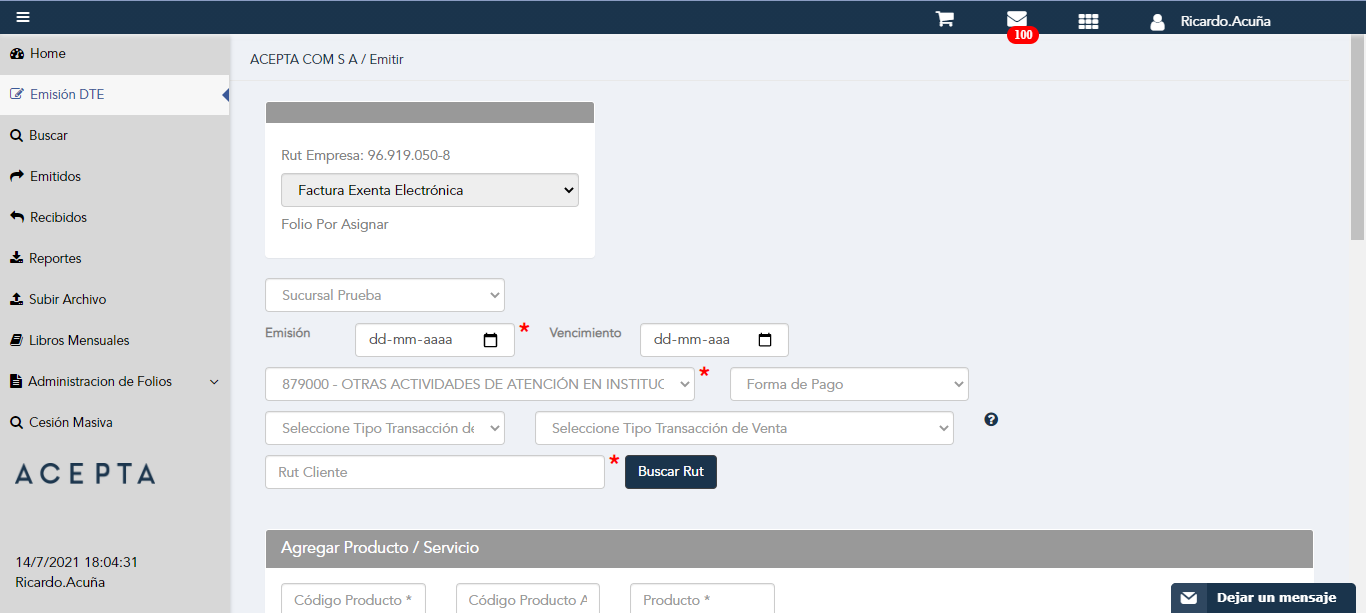 Ricardo.Acuña
100
Home
Emisión DTE
Buscar
Emitidos
Recibidos
Reportes
Subir Archivo
Libros Mensuales
Administracion de Folios
Cesión Masiva
ACEPTA
14/7/2021 18:04:31
Ricardo.Acuña
ACEPTA COM S A / Emitir
Rut Empresa: 96.919.050-8
Factura Exenta Electrónica
Folio Por Asignar
Sucursal Prueba
Emisión dd-mm-aaaa * Vencimiento dd-mm-aaa
879000 - OTRAS ACTIVIDADES DE ATENCIÓN EN INSTITUC * Forma de Pago
Seleccione Tipo Transacción de Seleccione Tipo Transacción de Venta ?
Rut Cliente * Buscar Rut
Agregar Producto / Servicio
Código Producto * Código Producto A Producto *
Dejar un mensaje